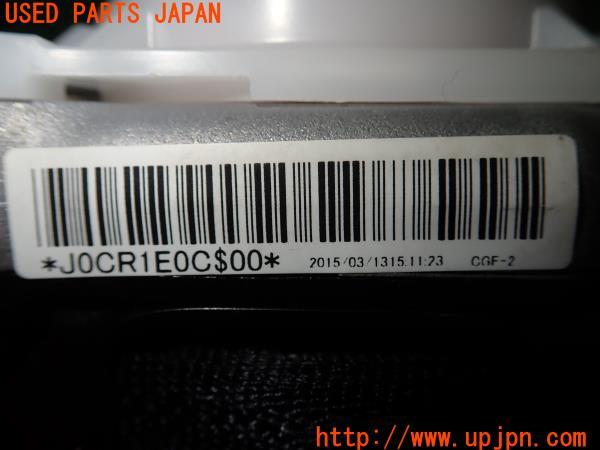 USED PARTS JAPAN
*J0CR1E0C$00* 2015/03/1315:11:23 CGF-2
http://www.upjpn.com/